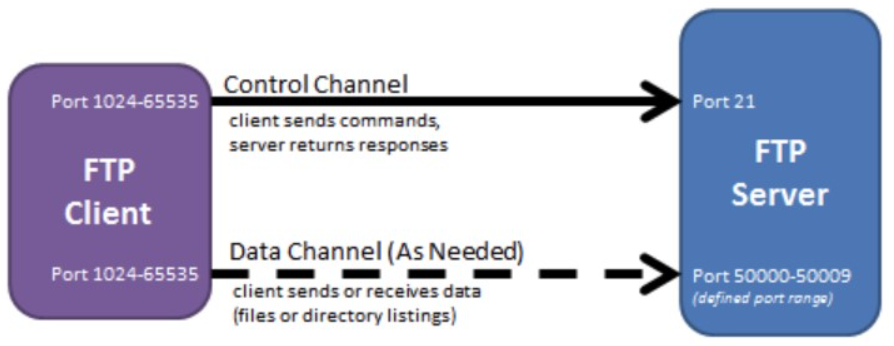 Control Channel
Port 1024-65535
Port 21
client sends commands,
server returns responses
FTP
Client
FTP
Server
Data Channel (As Needed)
Port 1024-65535
Port 50000-50009
(defined port range)
client sends or receives data
(files or directory listings)